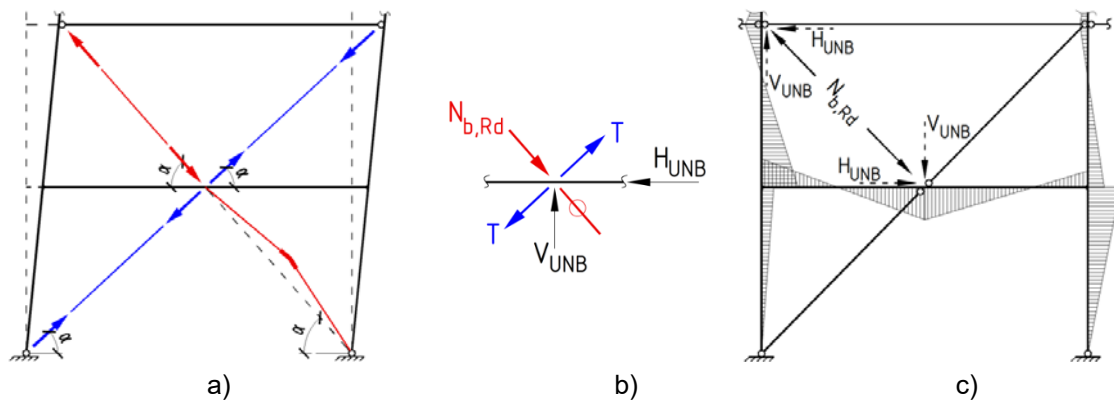 α
α
α
α
a)
N_b,Rd
T
H_UNB
T
V_UNB
b)
H_UNB
V_UNB
N_b,Rd
V_UNB
H_UNB
c)